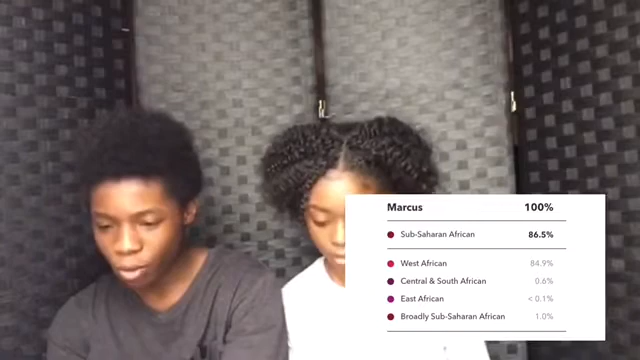 Marcus 100%
Sub-Saharan African 86.5%
West African 84.9%
Central & South African 0.6%
East African < 0.1%
Broadly Sub-Saharan African 1.0%